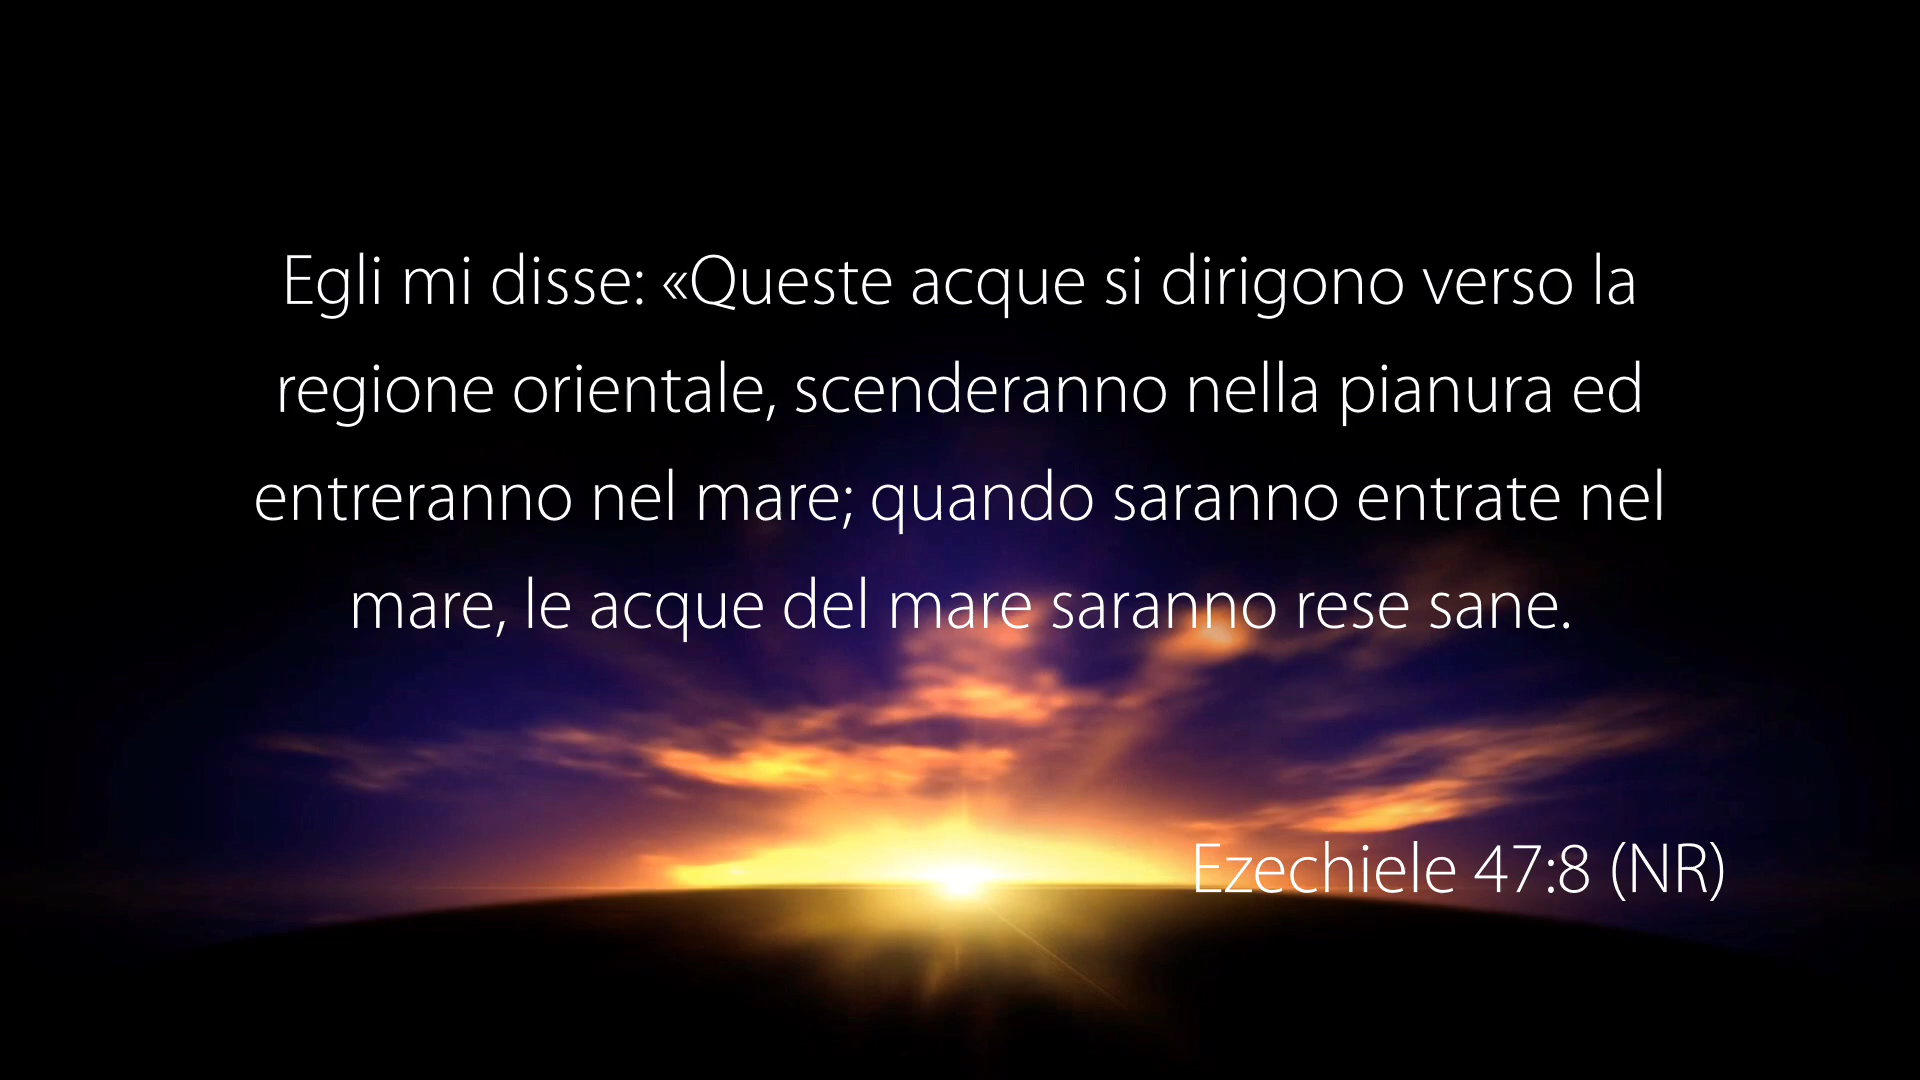 Egli mi disse: «Queste acque si dirigono verso la
regione orientale, scenderanno nella pianura ed
entreranno nel mare; quando saranno entrate nel
mare, le acque del mare saranno rese sane.
Ezechiele 47:8 (NR)